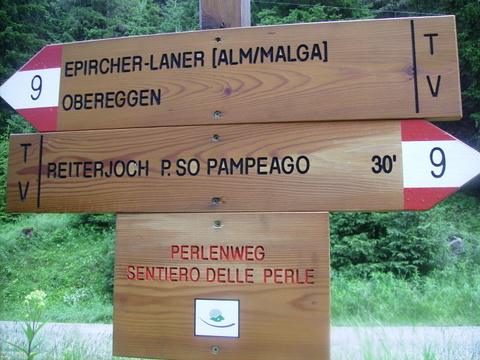 9 EPIRCHER-LANER [ALM/MALGA] T
OBEREGGEN V
T REITERJOCH P. SO PAMPEAGO 30' 9
V
PERLENWEG
SENTIERO DELLE PERLE